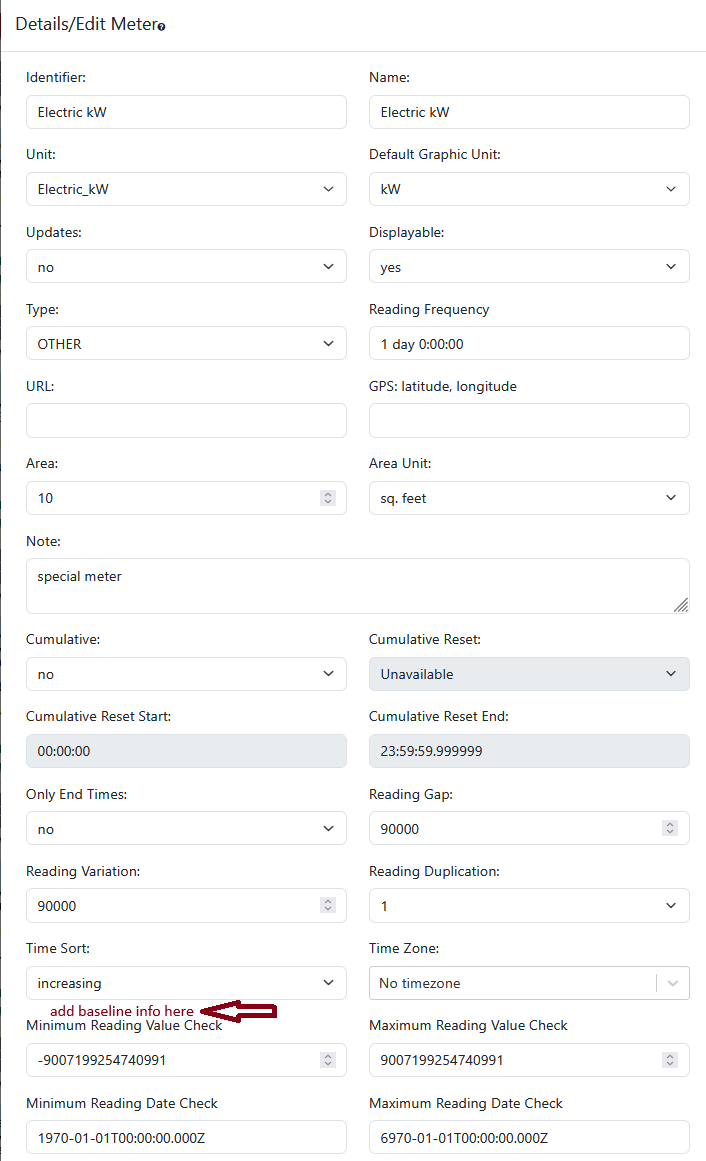 Details/Edit Meter
Identifier: Name:
Electric kW Electric kW
Unit: Default Graphic Unit:
Electric_kW kW
Updates: Displayable:
no yes
Type: Reading Frequency
OTHER 1 day 0:00:00
URL: GPS: latitude, longitude
Area: Area Unit:
10 sq. feet
Note:
special meter
Cumulative: Cumulative Reset:
no Unavailable
Cumulative Reset Start: Cumulative Reset End:
00:00:00 23:59:59.999999
Only End Times: Reading Gap:
no 90000
Reading Variation: Reading Duplication:
90000 1
Time Sort: Time Zone:
increasing No timezone
add baseline info here
Minimum Reading Value Check Maximum Reading Value Check
-9007199254740991 9007199254740991
Minimum Reading Date Check Maximum Reading Date Check
1970-01-01T00:00:00.000Z 6970-01-01T00:00:00.000Z